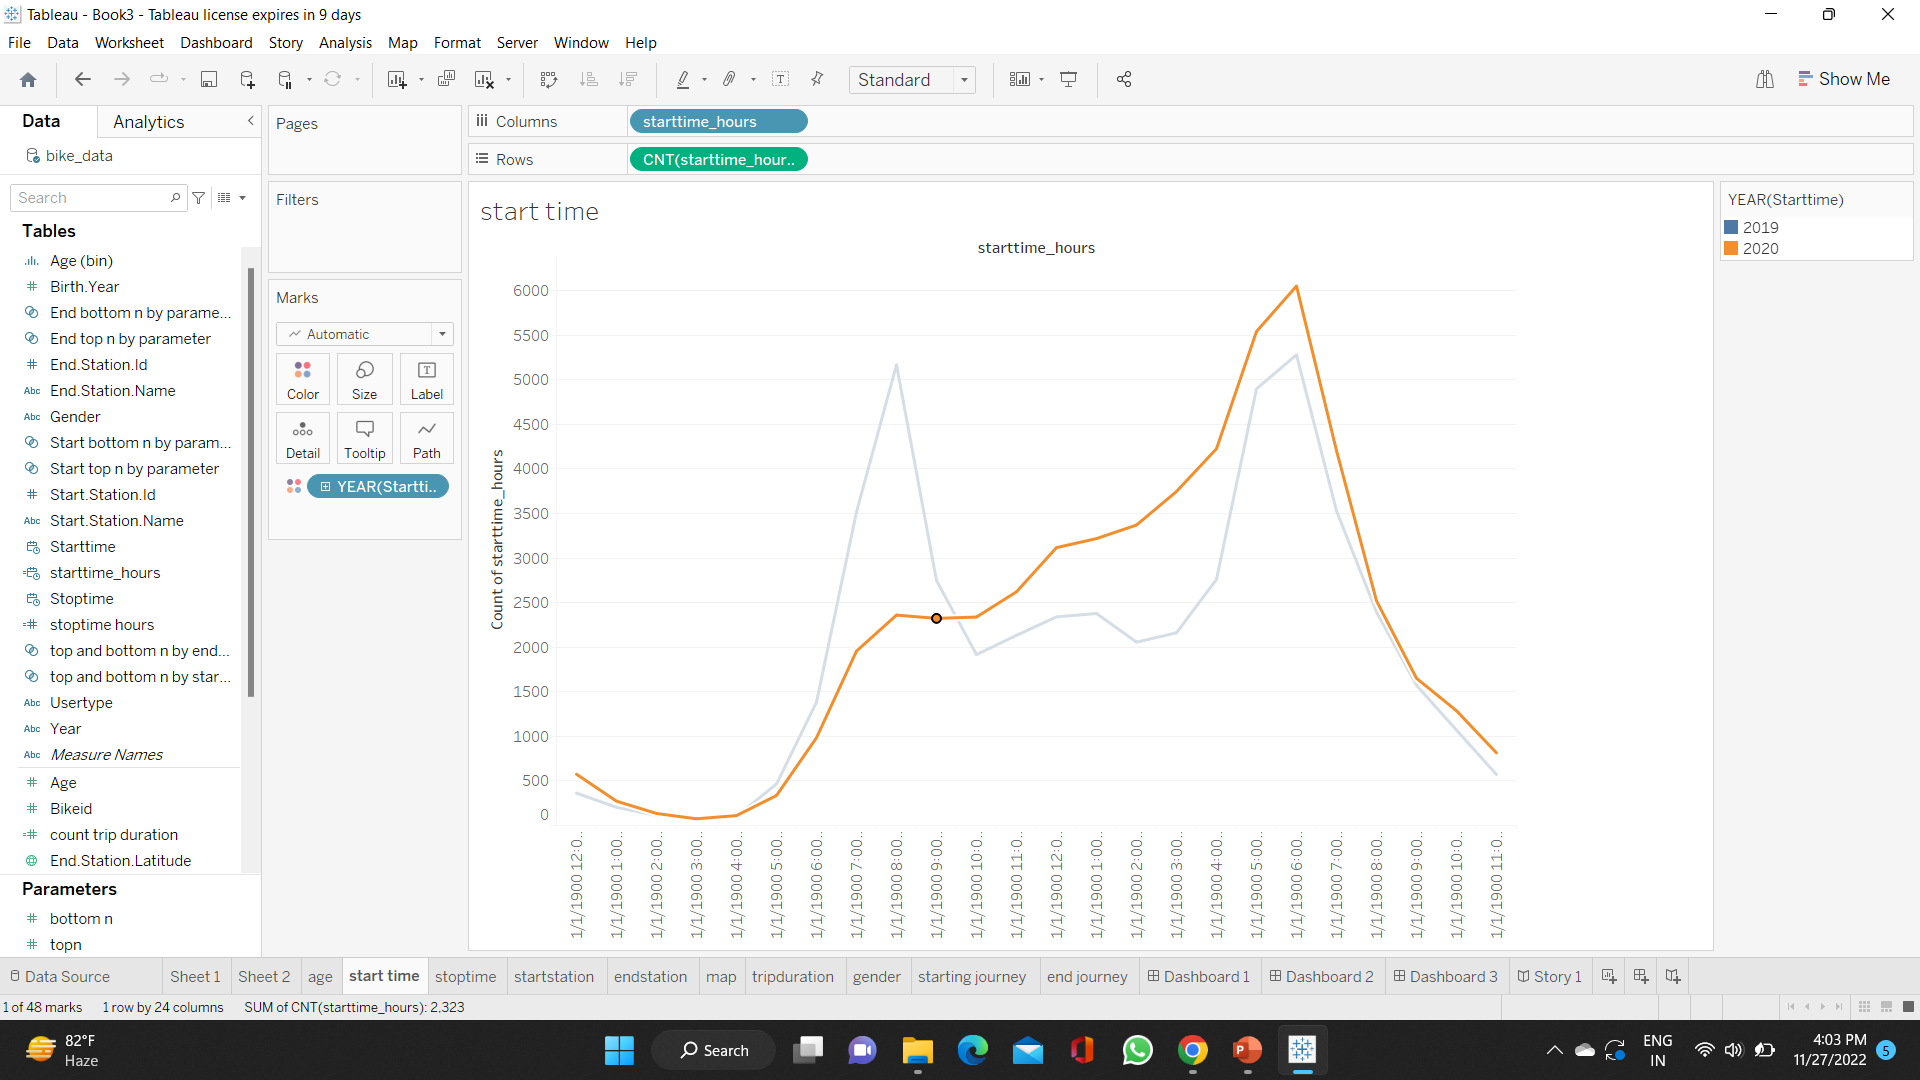 Tableau - Book3 - Tableau license expires in 9 days
File Data Worksheet Dashboard Story Analysis Map Format Server Window Help
Standard
Show Me
Data Analytics
bike_data
Search
Tables
Age (bin)
Birth.Year
End bottom n by parame...
End top n by parameter
End.Station.Id
Abc End.Station.Name
Abc Gender
Start bottom n by param...
Start top n by parameter
Start.Station.Id
Abc Start.Station.Name
Starttime
starttime_hours
Stoptime
stoptime hours
top and bottom n by end...
top and bottom n by star...
Abc Usertype
Abc Year
Abc Measure Names
Age
Bikeid
count trip duration
End.Station.Latitude
Parameters
bottom n
topn
Pages
Filters
Marks
Automatic
Color Size Label
Detail Tooltip Path
YEAR(Startti..
Columns starttime_hours
Rows CNT(starttime_hour..
start time
starttime_hours
Count of starttime_hours
6000
5500
5000
4500
4000
3500
3000
2500
2000
1500
1000
500
0
1/1/1900 12:0..
1/1/1900 1:00..
1/1/1900 2:00..
1/1/1900 3:00..
1/1/1900 4:00..
1/1/1900 5:00..
1/1/1900 6:00..
1/1/1900 7:00..
1/1/1900 8:00..
1/1/1900 9:00..
1/1/1900 10:0..
1/1/1900 11:0..
1/1/1900 12:0..
1/1/1900 1:00..
1/1/1900 2:00..
1/1/1900 3:00..
1/1/1900 4:00..
1/1/1900 5:00..
1/1/1900 6:00..
1/1/1900 7:00..
1/1/1900 8:00..
1/1/1900 9:00..
1/1/1900 10:0..
1/1/1900 11:0..
YEAR(Starttime)
2019
2020
Data Source Sheet 1 Sheet 2 age start time stoptime startstation endstation map tripduration gender starting journey end journey Dashboard 1 Dashboard 2 Dashboard 3 Story 1
1 of 48 marks 1 row by 24 columns SUM of CNT(starttime_hours): 2,323
82°F
Haze
Search
ENG
IN
4:03 PM
11/27/2022
5